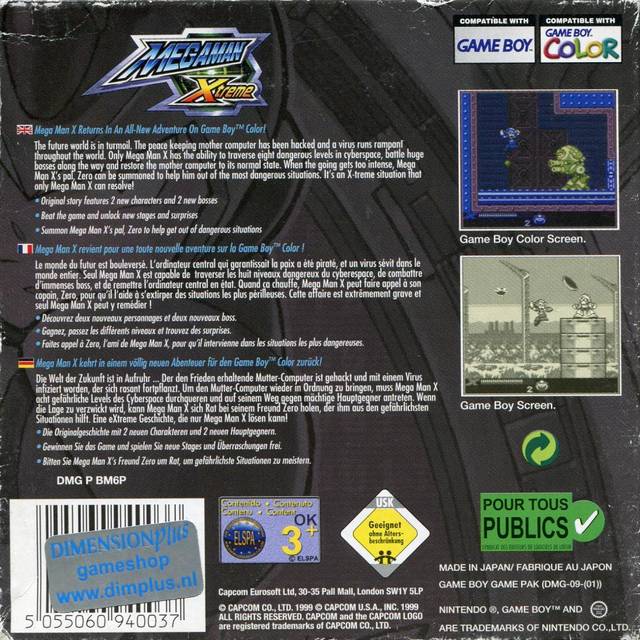 MEGAMAN
Xtreme
COMPATIBLE WITH
GAME BOY™
COMPATIBLE WITH
GAME BOY™
COLOR
Mega Man X Returns In An All-New Adventure On Game Boy™ Color!
The future world is in turmoil. The peace keeping mother computer has been hacked and a virus runs rampant
throughout the world. Only Mega Man X has the ability to traverse eight dangerous levels in cyberspace, battle huge
bosses along the way and restore the mother computer to its normal state. When the going gets too intense, Mega
Man X's pal, Zero can be summoned to help him out of the most dangerous situations. It's an X-treme situation that
only Mega Man X can resolve!
• Original story features 2 new characters and 2 new bosses
• Beat the game and unlock new stages and surprises
• Summon Mega Man X's pal, Zero to help get out of dangerous situations
Game Boy Color Screen.
Mega Man X revient pour une toute nouvelle aventure sur la Game Boy™ Color !
Le monde du futur est bouleversé. L'ordinateur central qui garantissait la paix a été piraté, et un virus sévit dans le
monde entier. Seul Mega Man X est capable de traverser les huit niveaux dangereux du cyberespace, de combattre
d'immenses boss, et de remettre l'ordinateur central en état. Quand ça chauffe, Mega Man X peut faire appel à son
copain, Zero, pour qu'il l'aide à s'extirper des situations les plus périlleuses. Cette affaire est extrêmement grave et
seul Mega Man X peut y remédier !
• Découvrez deux nouveaux personnages et deux nouveaux boss.
• Gagnez, passez les différents niveaux et trouvez des surprises.
• Faites appel à Zero, l'ami de Mega Man X, pour qu'il intervienne dans les situations les plus dangereuses.
Mega Man X kehrt in einem völlig neuen Abenteuer für den Game Boy™ Color zurück!
Die Welt der Zukunft ist in Aufruhr ... Der den Frieden erhaltende Mutter-Computer ist gehackt und mit einem Virus
infiziert worden, der sich rasant fortpflanzt. Um den Mutter-Computer wieder in Ordnung zu bringen, muss Mega Man X
acht gefährliche Levels des Cyberspace durchqueren und auf seinem Weg gegen mächtige Hauptgegner antreten. Wenn
die Lage zu verzwickt wird, kann Mega Man X sich Rat bei seinem Freund Zero holen, der ihm aus den gefährlichsten
Situationen hilft. Eine eXtreme Geschichte, die nur Mega Man X lösen kann!
• Die Originalgeschichte mit 2 neuen Charakteren und 2 neuen Hauptgegnern.
• Gewinnen Sie das Game und spielen Sie neue Stages und Überraschungen frei.
• Bitten Sie Mega Man X's Freund Zero um Rat, um gefährlichste Situationen zu meistern.
Game Boy Screen.
DMG P BM6P
DIMENSIONplus
gameshop
www.dimplus.nl
5 055060 940037
Contenido • Contenuto
Contenu • Content
ELSPA
OK
3+
© ELSPA
USK
Geeignet
ohne Alters-
beschränkung
POUR TOUS
PUBLICS
SYNDICAT DES EDITEURS DE LOGICIELS DE LOISIR
MADE IN JAPAN/ FABRIQUE AU JAPON
GAME BOY GAME PAK (DMG-09-(01))
Capcom Eurosoft Ltd, 30-35 Pall Mall, London SW1Y 5LP
© CAPCOM CO., LTD. 1999 © CAPCOM U.S.A., INC. 1999
ALL RIGHTS RESERVED. CAPCOM and the CAPCOM LOGO
are registered trademarks of CAPCOM CO., LTD.
NINTENDO ®, GAME BOY™ AND
ARE TRADEMARKS OF NINTENDO CO.,LTD.